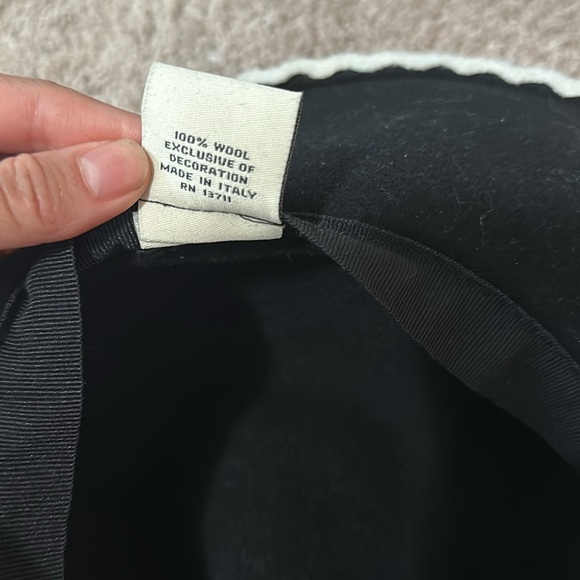 100% WOOL
EXCLUSIVE OF
DECORATION
MADE IN ITALY
RN 13711